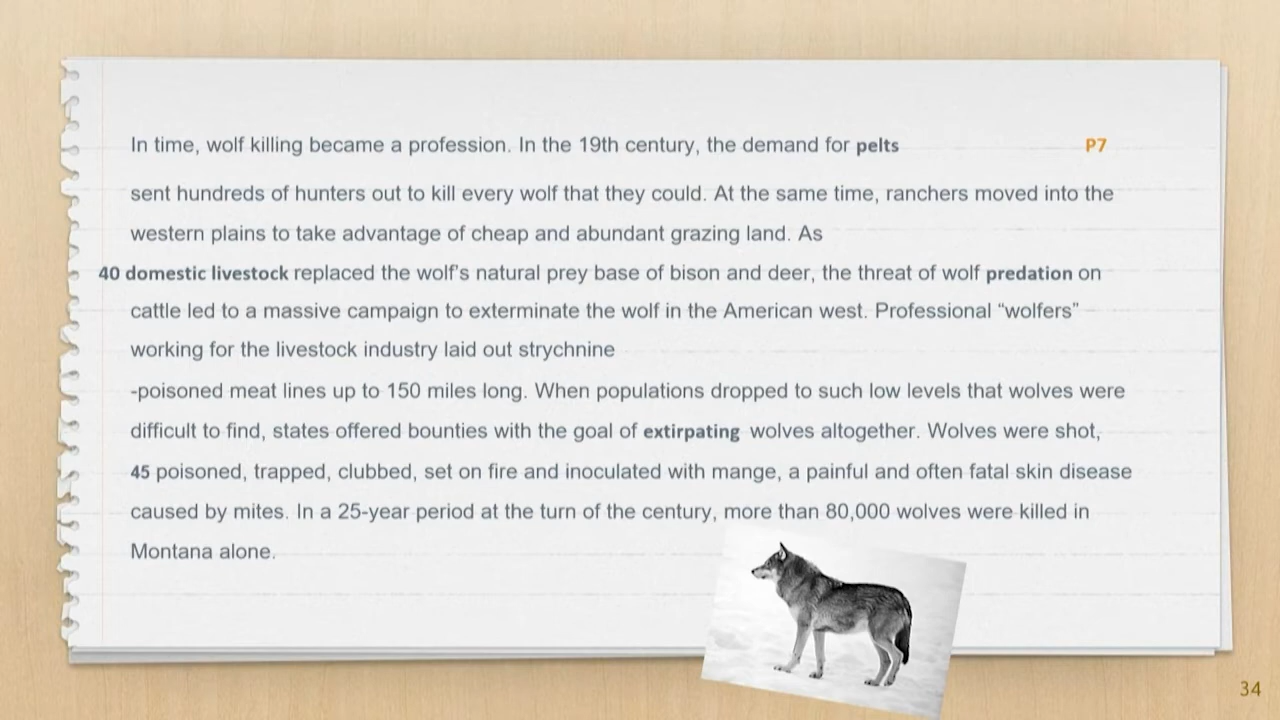 In time, wolf killing became a profession. In the 19th century, the demand for pelts P7
sent hundreds of hunters out to kill every wolf that they could. At the same time, ranchers moved into the
western plains to take advantage of cheap and abundant grazing land. As
40 domestic livestock replaced the wolf's natural prey base of bison and deer, the threat of wolf predation on
cattle led to a massive campaign to exterminate the wolf in the American west. Professional “wolfers”
working for the livestock industry laid out strychnine
-poisoned meat lines up to 150 miles long. When populations dropped to such low levels that wolves were
difficult to find, states offered bounties with the goal of extirpating wolves altogether. Wolves were shot,
45 poisoned, trapped, clubbed, set on fire and inoculated with mange, a painful and often fatal skin disease
caused by mites. In a 25-year period at the turn of the century, more than 80,000 wolves were killed in
Montana alone.
34